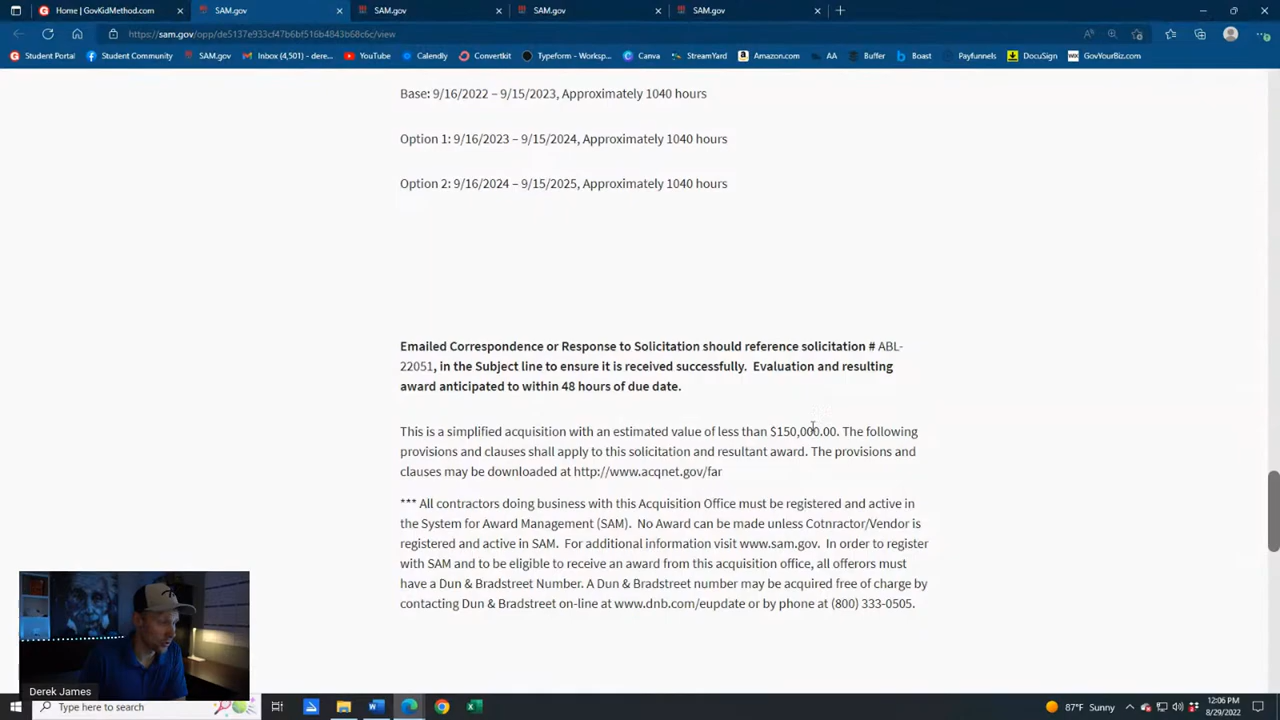 Home | GovKidMethod.com
SAM.gov
SAM.gov
SAM.gov
SAM.gov
https://sam.gov/opp/de5137e933cf47b6bf516b4843b68c6c/view
Student Portal
Student Community
SAM.gov
Inbox (4,501) - dere...
YouTube
Calendly
Convertkit
Typeform - Worksp...
Canva
StreamYard
Amazon.com
AA
Buffer
Boast
Payfunnels
DocuSign
GovYourBiz.com
Base: 9/16/2022 – 9/15/2023, Approximately 1040 hours
Option 1: 9/16/2023 – 9/15/2024, Approximately 1040 hours
Option 2: 9/16/2024 – 9/15/2025, Approximately 1040 hours
Emailed Correspondence or Response to Solicitation should reference solicitation # ABL-
22051, in the Subject line to ensure it is received successfully.  Evaluation and resulting
award anticipated to within 48 hours of due date.
This is a simplified acquisition with an estimated value of less than $150,000.00. The following
provisions and clauses shall apply to this solicitation and resultant award. The provisions and
clauses may be downloaded at http://www.acqnet.gov/far
*** All contractors doing business with this Acquisition Office must be registered and active in
the System for Award Management (SAM).  No Award can be made unless Cotnractor/Vendor is
registered and active in SAM.  For additional information visit www.sam.gov.  In order to register
with SAM and to be eligible to receive an award from this acquisition office, all offerors must
have a Dun & Bradstreet Number. A Dun & Bradstreet number may be acquired free of charge by
contacting Dun & Bradstreet on-line at www.dnb.com/eupdate or by phone at (800) 333-0505.
Derek James
Type here to search
87°F Sunny
12:06 PM
8/29/2022